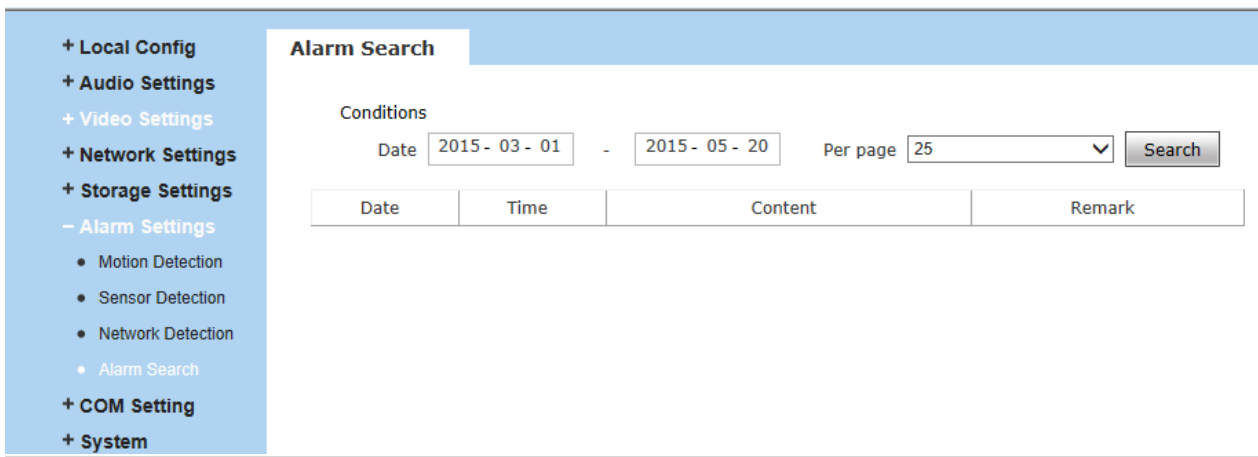 + Local Config
+ Audio Settings
+ Video Settings
+ Network Settings
+ Storage Settings
− Alarm Settings
• Motion Detection
• Sensor Detection
• Network Detection
• Alarm Search
+ COM Setting
+ System
Alarm Search
Conditions
Date 2015 - 03 - 01 - 2015 - 05 - 20 Per page 25 Search
Date Time Content Remark